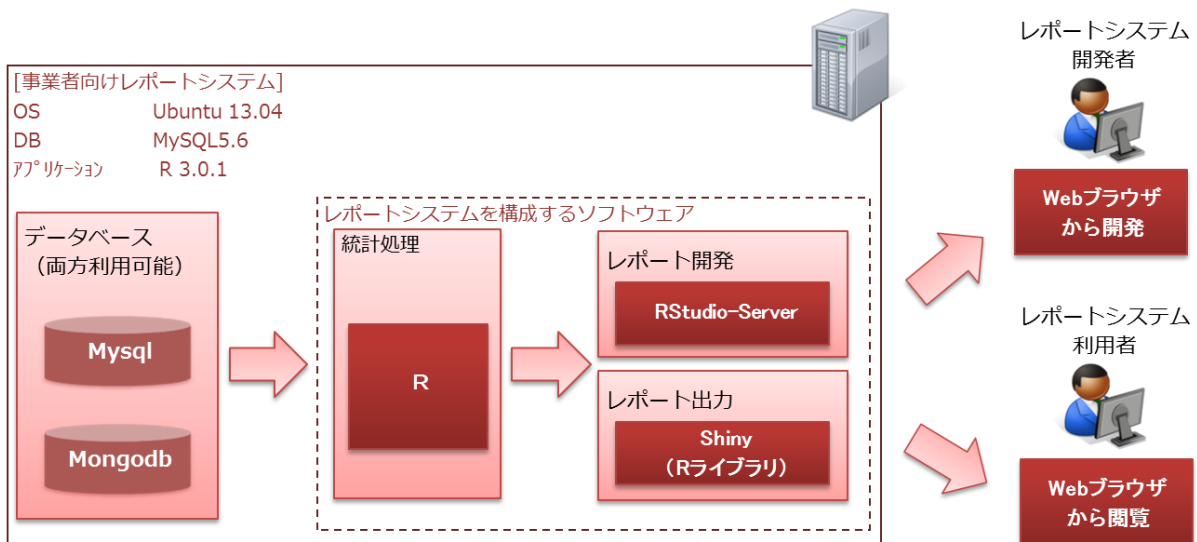 レポートシステム
開発者
[事業者向けレポートシステム]
OS Ubuntu 13.04
DB MySQL5.6
ｱﾌﾟﾘｹｰｼｮﾝ R 3.0.1
Webブラウザ
から開発
レポートシステムを構成するソフトウェア
データベース
（両方利用可能）
Mysql
Mongodb
統計処理
R
レポート開発
RStudio-Server
レポート出力
Shiny
（Rライブラリ）
レポートシステム
利用者
Webブラウザ
から閲覧